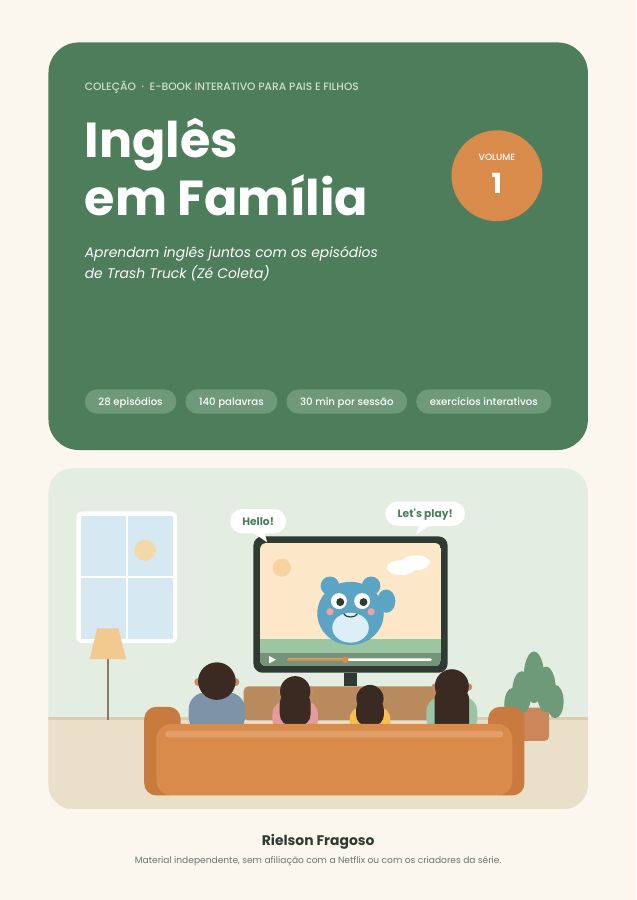 COLEÇÃO · E-BOOK INTERATIVO PARA PAIS E FILHOS
Inglês
em Família
VOLUME
1
Aprendam inglês juntos com os episódios
de Trash Truck (Zé Coleta)
28 episódios
140 palavras
30 min por sessão
exercícios interativos
Hello!
Let's play!
Rielson Fragoso
Material independente, sem afiliação com a Netflix ou com os criadores da série.